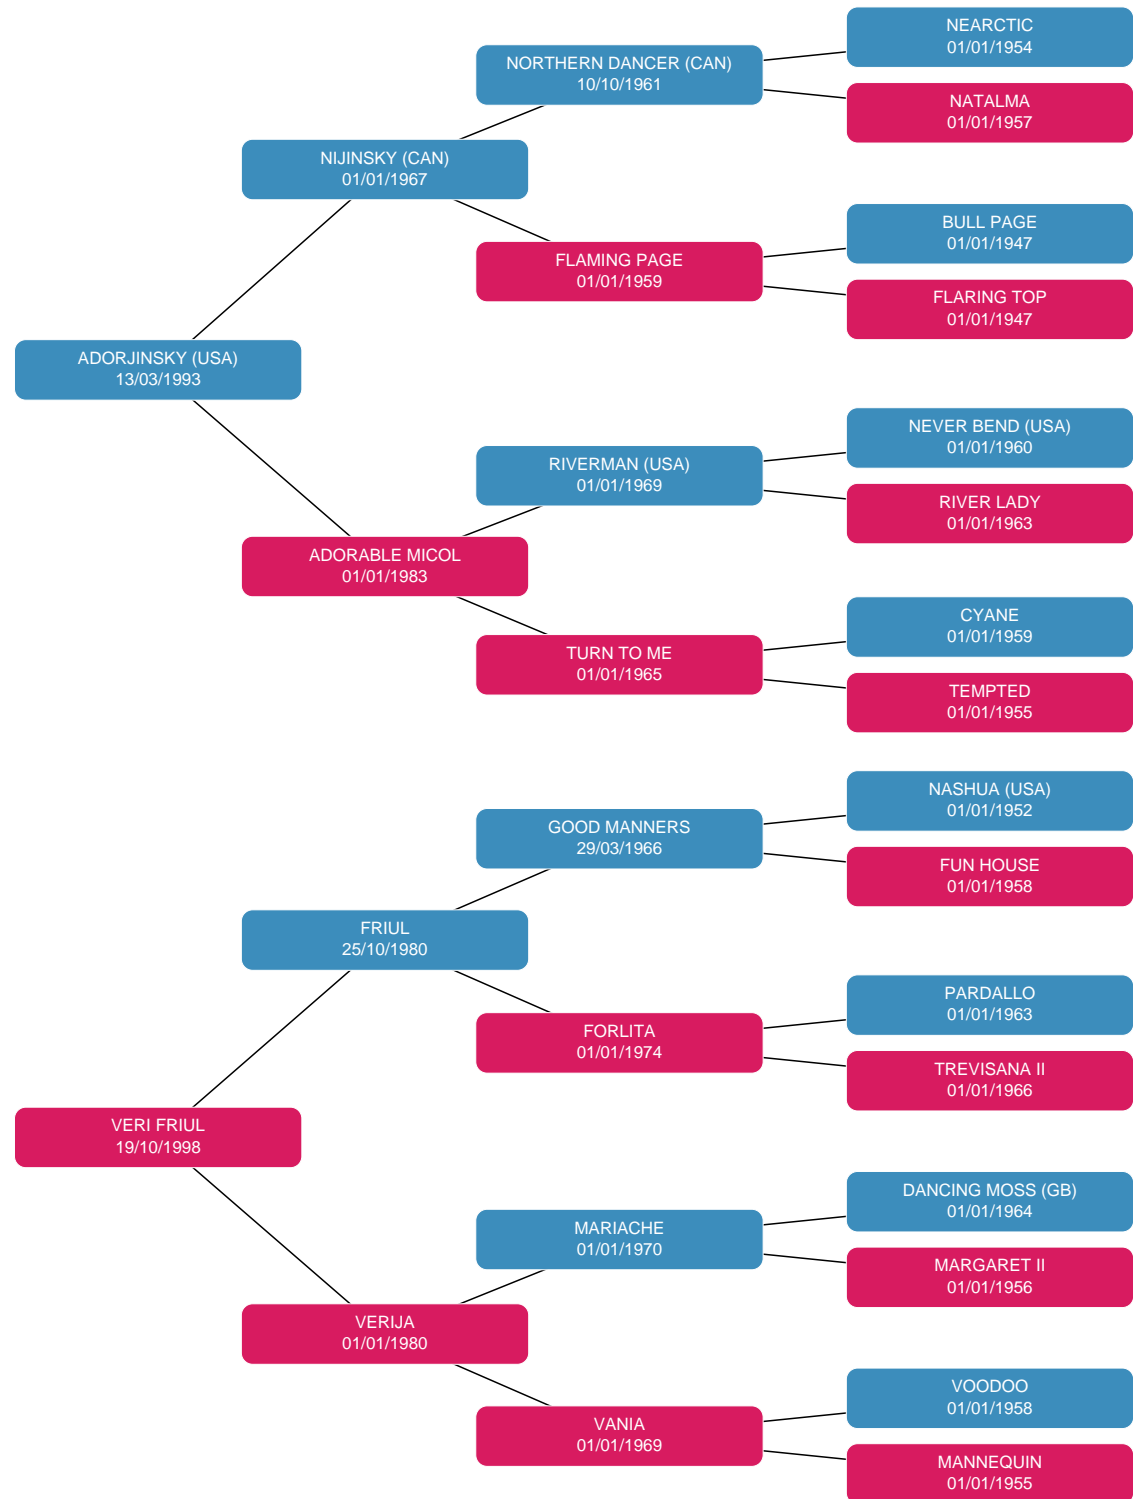 NEARCTIC
01/01/1954
NORTHERN DANCER (CAN)
10/10/1961
NATALMA
01/01/1957
NIJINSKY (CAN)
01/01/1967
BULL PAGE
01/01/1947
FLAMING PAGE
01/01/1959
FLARING TOP
01/01/1947
ADORJINSKY (USA)
13/03/1993
NEVER BEND (USA)
01/01/1960
RIVERMAN (USA)
01/01/1969
RIVER LADY
01/01/1963
ADORABLE MICOL
01/01/1983
CYANE
01/01/1959
TURN TO ME
01/01/1965
TEMPTED
01/01/1955
NASHUA (USA)
01/01/1952
GOOD MANNERS
29/03/1966
FUN HOUSE
01/01/1958
FRIUL
25/10/1980
PARDALLO
01/01/1963
FORLITA
01/01/1974
TREVISANA II
01/01/1966
VERI FRIUL
19/10/1998
DANCING MOSS (GB)
01/01/1964
MARIACHE
01/01/1970
MARGARET II
01/01/1956
VERIJA
01/01/1980
VOODOO
01/01/1958
VANIA
01/01/1969
MANNEQUIN
01/01/1955